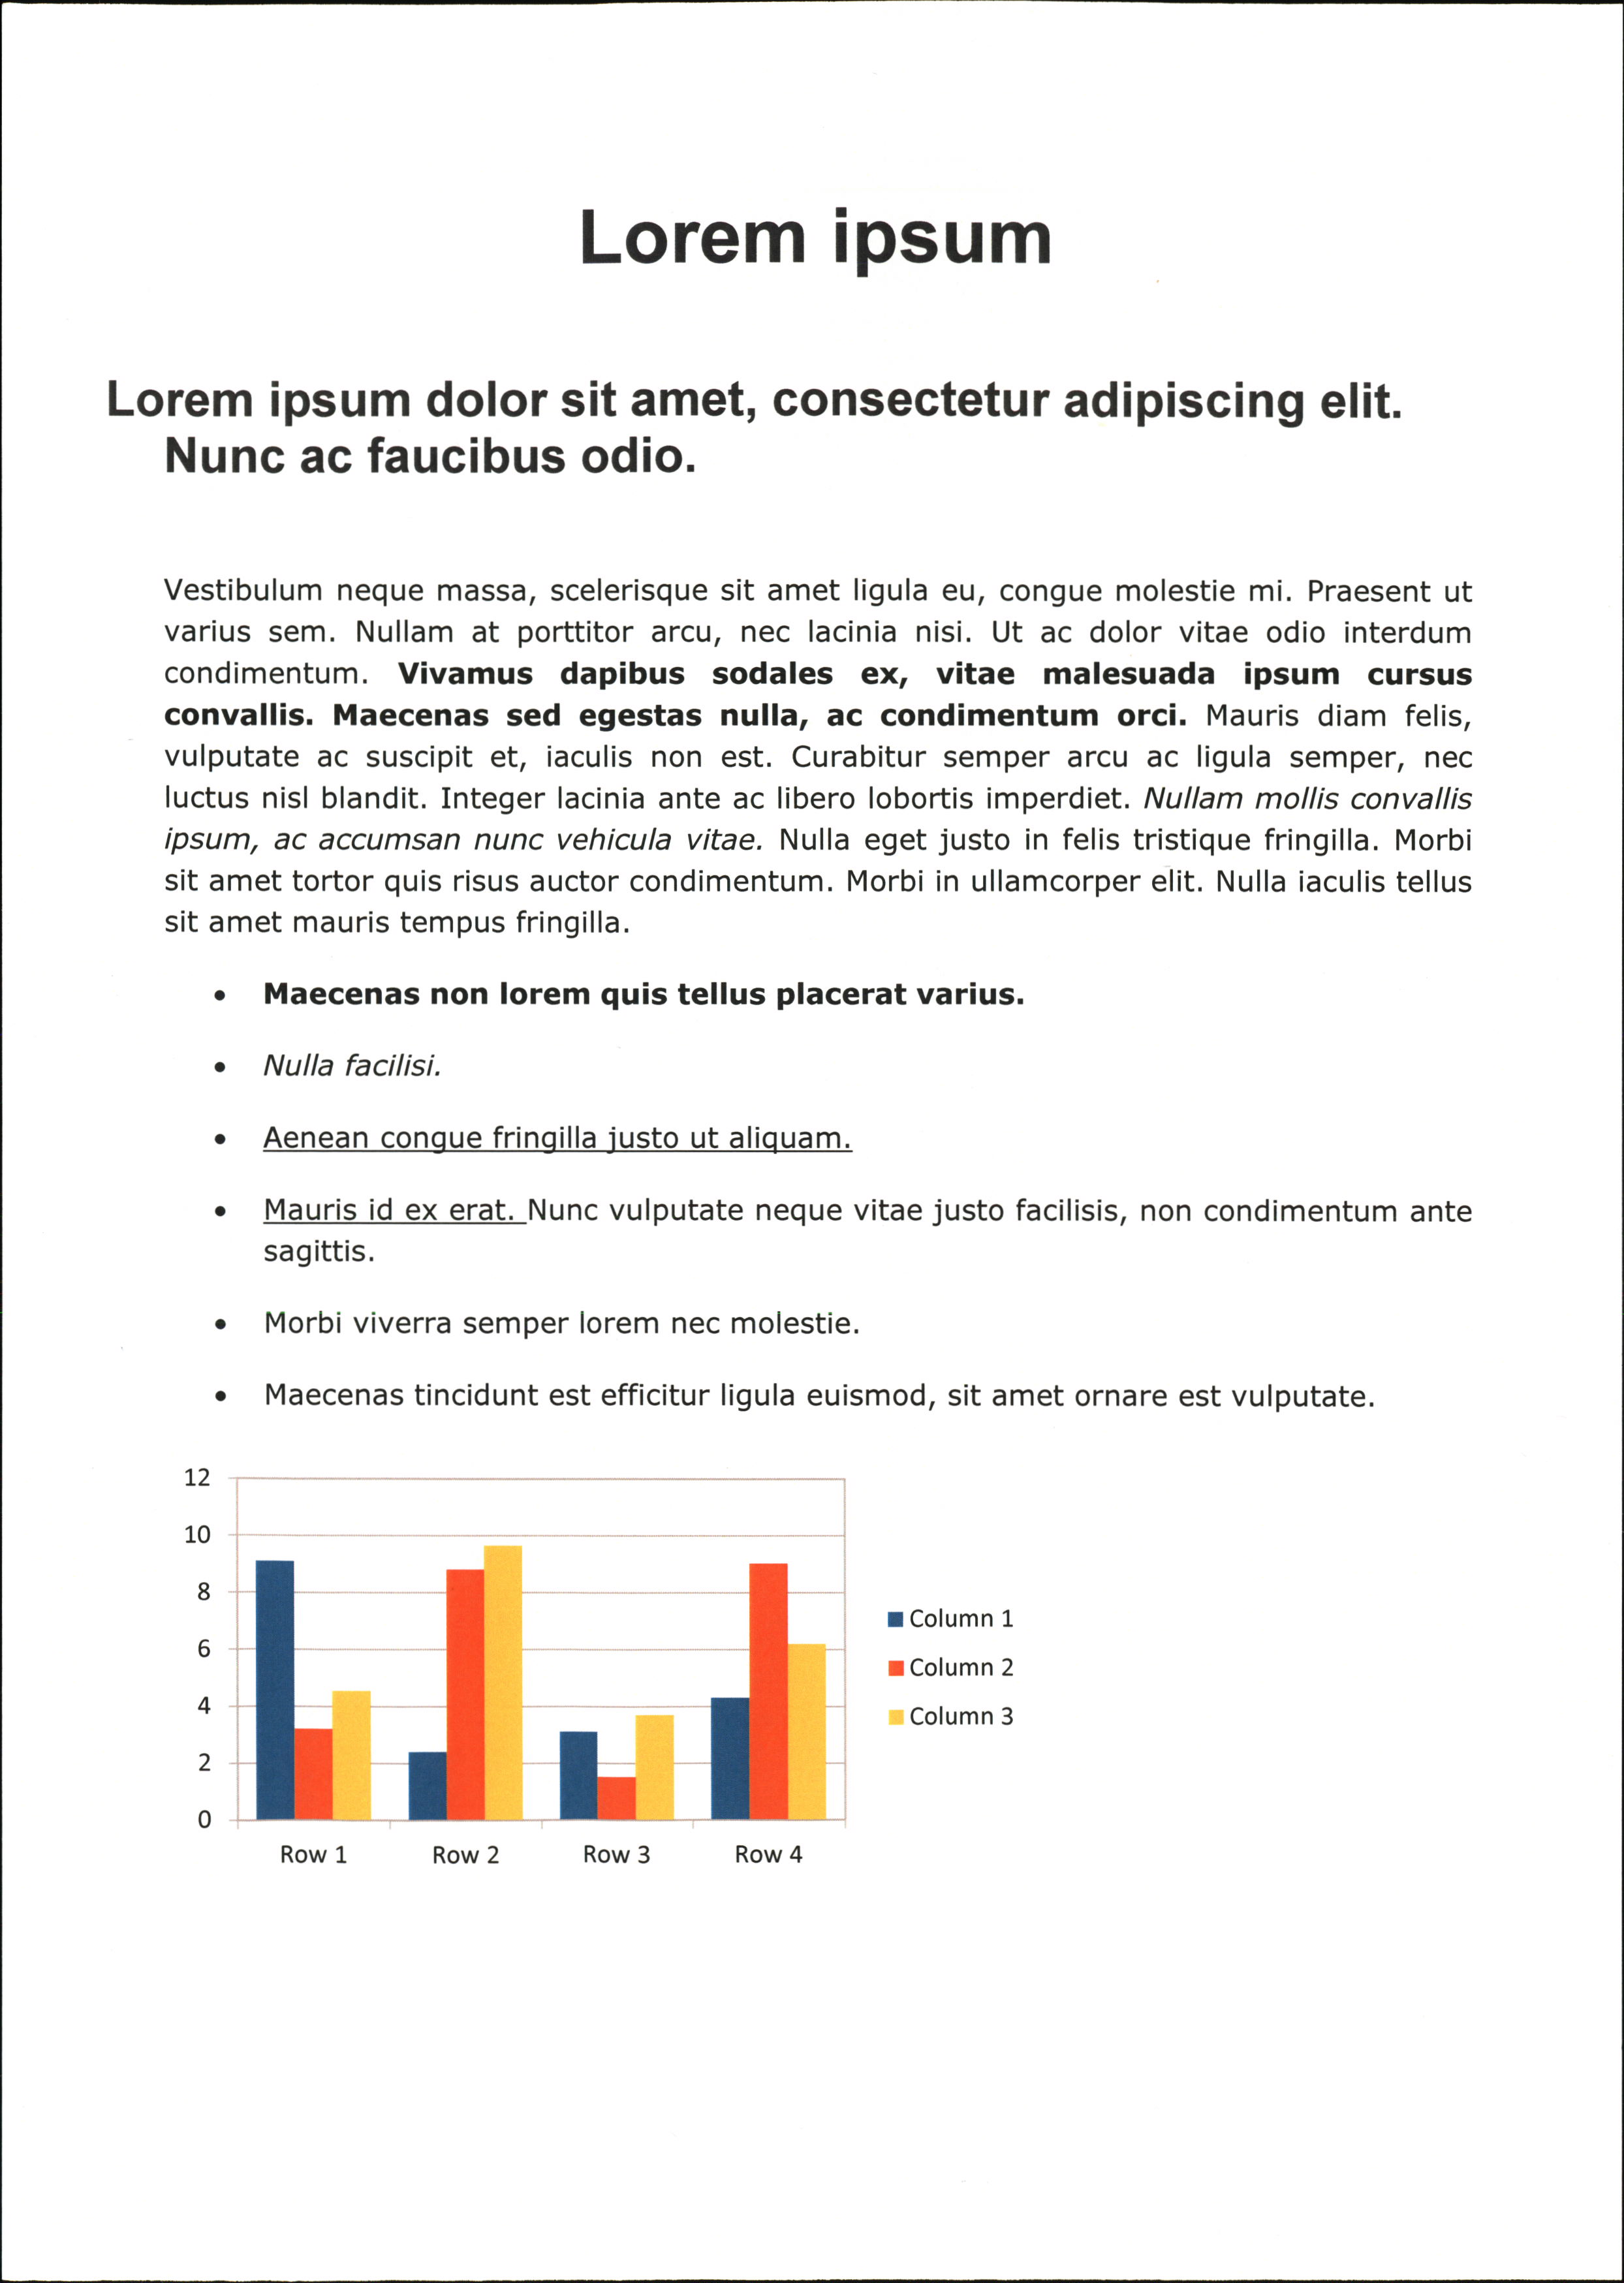 Lorem ipsum
Lorem ipsum dolor sit amet, consectetur adipiscing elit.
Nunc ac faucibus odio.
Vestibulum neque massa, scelerisque sit amet ligula eu, congue molestie mi. Praesent ut
varius sem. Nullam at porttitor arcu, nec lacinia nisi. Ut ac dolor vitae odio interdum
condimentum. Vivamus dapibus sodales ex, vitae malesuada ipsum cursus
convallis. Maecenas sed egestas nulla, ac condimentum orci. Mauris diam felis,
vulputate ac suscipit et, iaculis non est. Curabitur semper arcu ac ligula semper, nec
luctus nisl blandit. Integer lacinia ante ac libero lobortis imperdiet. Nullam mollis convallis
ipsum, ac accumsan nunc vehicula vitae. Nulla eget justo in felis tristique fringilla. Morbi
sit amet tortor quis risus auctor condimentum. Morbi in ullamcorper elit. Nulla iaculis tellus
sit amet mauris tempus fringilla.
• Maecenas non lorem quis tellus placerat varius.
• Nulla facilisi.
• Aenean congue fringilla justo ut aliquam.
• Mauris id ex erat. Nunc vulputate neque vitae justo facilisis, non condimentum ante
sagittis.
• Morbi viverra semper lorem nec molestie.
• Maecenas tincidunt est efficitur ligula euismod, sit amet ornare est vulputate.
12
10
8
6
4
2
0
Row 1 Row 2 Row 3 Row 4
Column 1
Column 2
Column 3